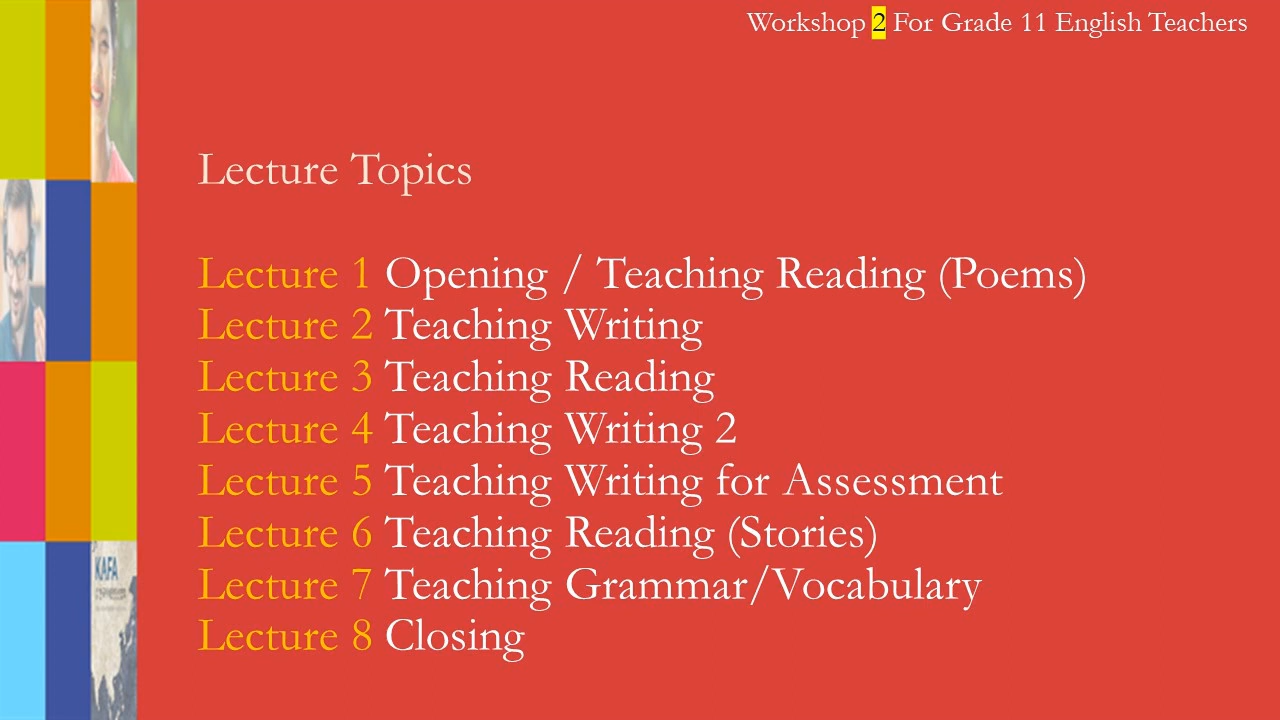 Workshop 2 For Grade 11 English Teachers
Lecture Topics
Lecture 1 Opening / Teaching Reading (Poems)
Lecture 2 Teaching Writing
Lecture 3 Teaching Reading
Lecture 4 Teaching Writing 2
Lecture 5 Teaching Writing for Assessment
Lecture 6 Teaching Reading (Stories)
Lecture 7 Teaching Grammar/Vocabulary
Lecture 8 Closing
KAFA